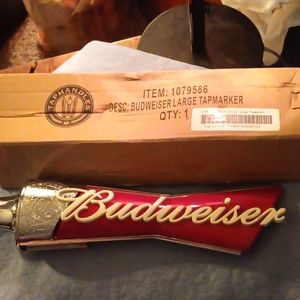 TAPHANDLES
ITEM: 1079586
DESC: BUDWEISER LARGE TAPMARKER
QTY: 1
Budweiser